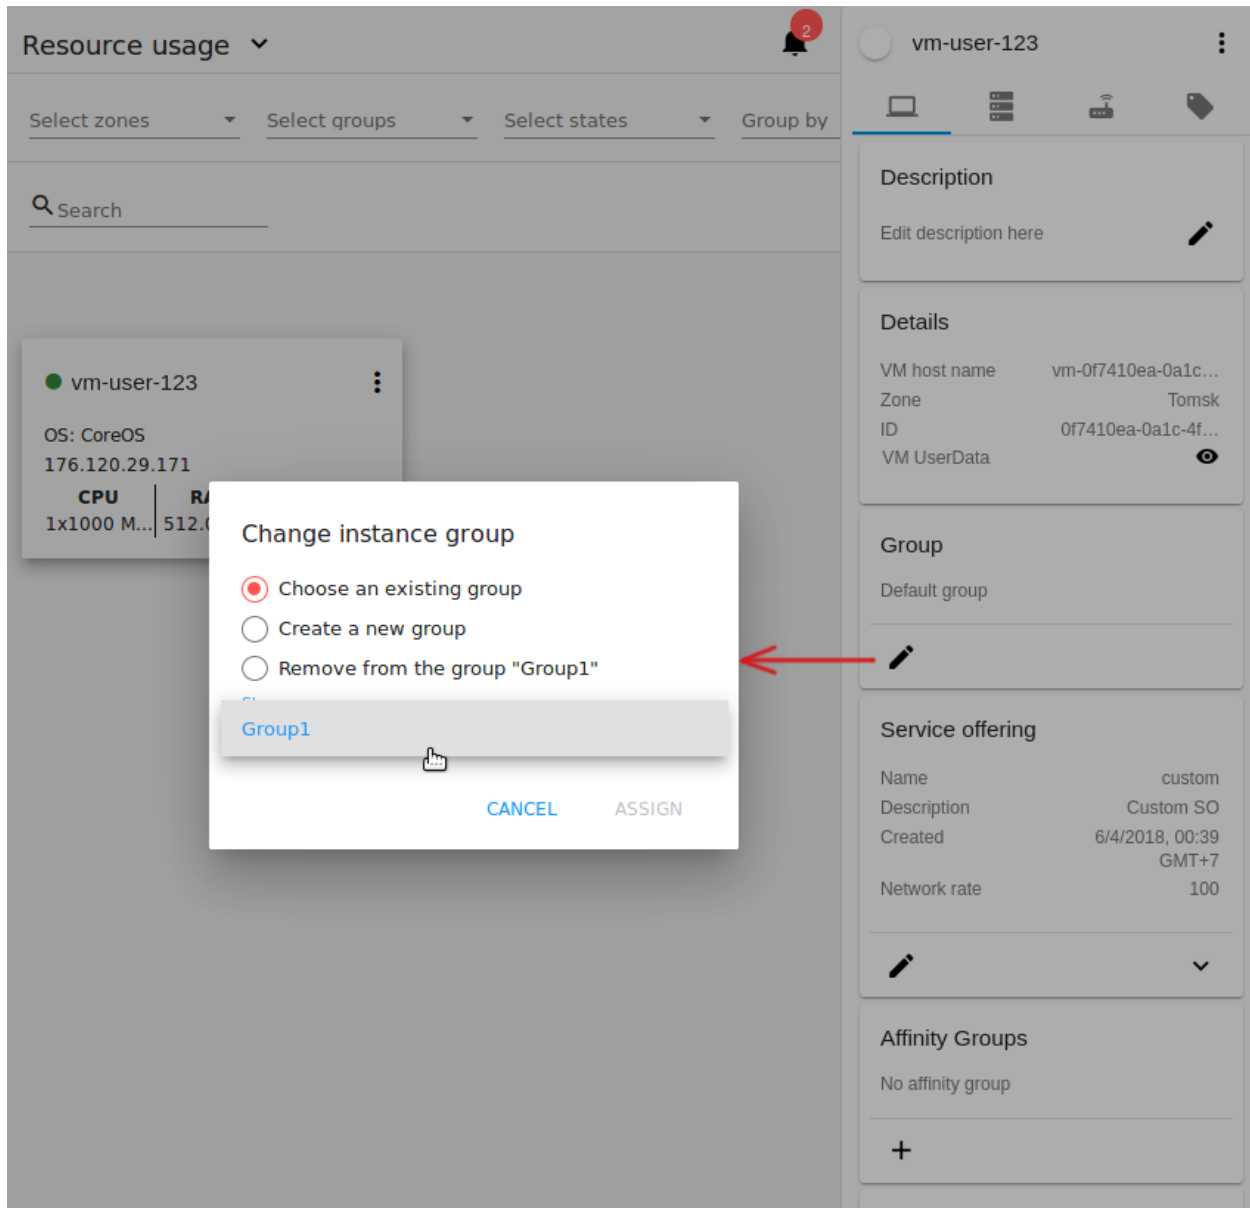 Resource usage
2
Select zones
Select groups
Select states
Group by
Search
vm-user-123
OS: CoreOS
176.120.29.171
CPU
1x1000 M...
512.
Change instance group
Choose an existing group
Create a new group
Remove from the group "Group1"
Group1
CANCEL
ASSIGN
vm-user-123
Description
Edit description here
Details
VM host name vm-0f7410ea-0a1c...
Zone Tomsk
ID 0f7410ea-0a1c-4f...
VM UserData
Group
Default group
Service offering
Name custom
Description Custom SO
Created 6/4/2018, 00:39
GMT+7
Network rate 100
Affinity Groups
No affinity group